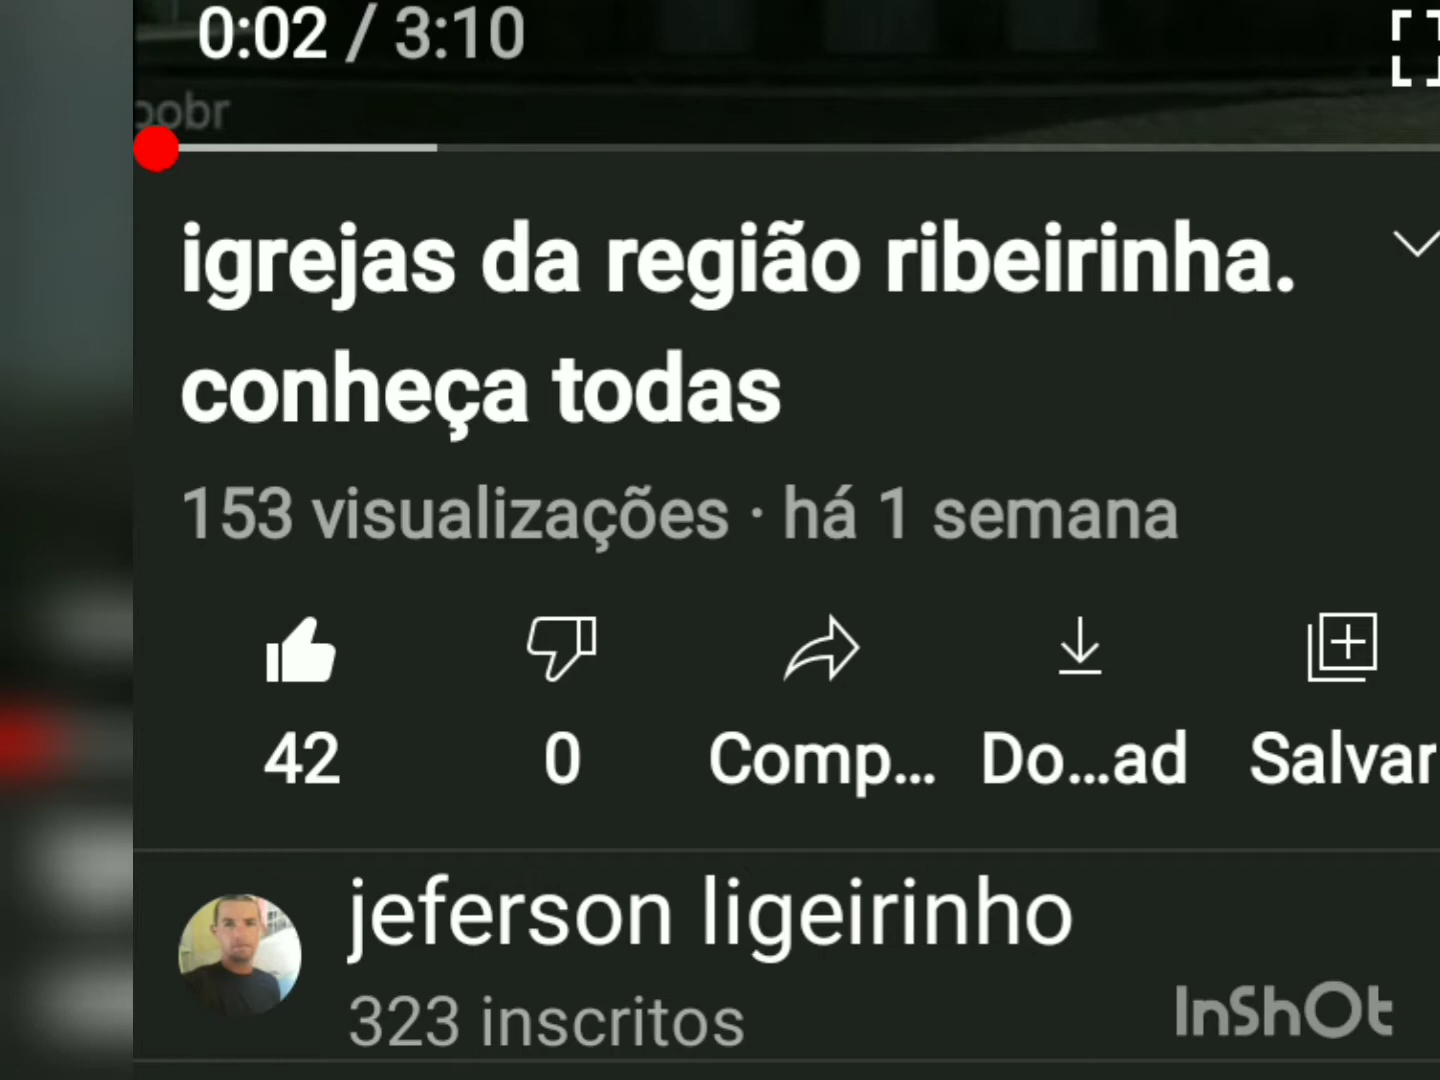 0:02 / 3:10
obr
igrejas da região ribeirinha.
conheça todas
153 visualizações · há 1 semana
42
0
Comp...
Do...ad
Salvar
jeferson ligeirinho
323 inscritos
InShOt